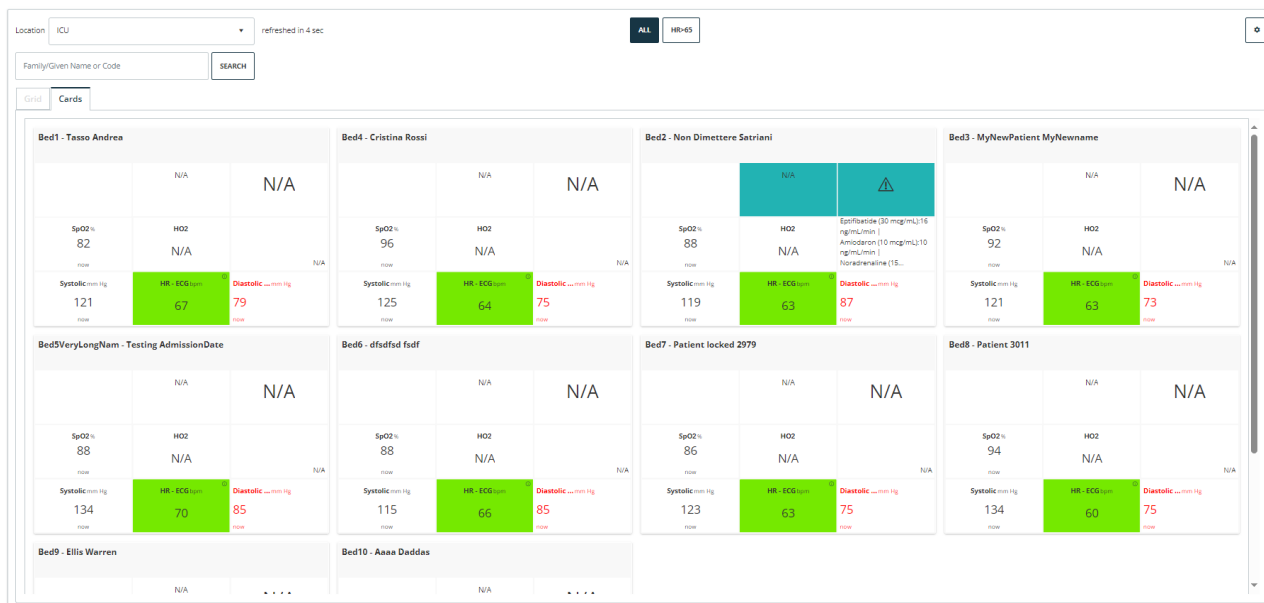 Location ICU refreshed in 4 sec ALL HR>65
Family/Given Name or Code SEARCH
Grid Cards
Bed1 - Tasso Andrea
N/A N/A
SpO2 % HO2
82 N/A
now N/A
Systolic mm Hg HR - ECG bpm Diastolic ... mm Hg
121 67 79
now now
Bed4 - Cristina Rossi
N/A N/A
SpO2 % HO2
96 N/A
now N/A
Systolic mm Hg HR - ECG bpm Diastolic ... mm Hg
125 64 75
now now
Bed2 - Non Dimettere Satriani
N/A
SpO2 % HO2
88 N/A
now
Eptifibatide (30 mcg/mL):16
ng/mL/min |
Amiodaron (10 mcg/mL):10
ng/mL/min |
Noradrenaline (15...
Systolic mm Hg HR - ECG bpm Diastolic ... mm Hg
119 63 87
now now
Bed3 - MyNewPatient MyNewname
N/A N/A
SpO2 % HO2
92 N/A
now N/A
Systolic mm Hg HR - ECG bpm Diastolic ... mm Hg
121 63 73
now now
Bed5VeryLongNam - Testing AdmissionDate
N/A N/A
SpO2 % HO2
88 N/A
now N/A
Systolic mm Hg HR - ECG bpm Diastolic ... mm Hg
134 70 85
now now
Bed6 - dfsdfsd fsdf
N/A N/A
SpO2 % HO2
88 N/A
now N/A
Systolic mm Hg HR - ECG bpm Diastolic ... mm Hg
115 66 85
now now
Bed7 - Patient locked 2979
N/A N/A
SpO2 % HO2
86 N/A
now N/A
Systolic mm Hg HR - ECG bpm Diastolic ... mm Hg
123 63 75
now now
Bed8 - Patient 3011
N/A N/A
SpO2 % HO2
94 N/A
now N/A
Systolic mm Hg HR - ECG bpm Diastolic ... mm Hg
134 60 75
now now
Bed9 - Ellis Warren
N/A
Bed10 - Aaaa Daddas
N/A